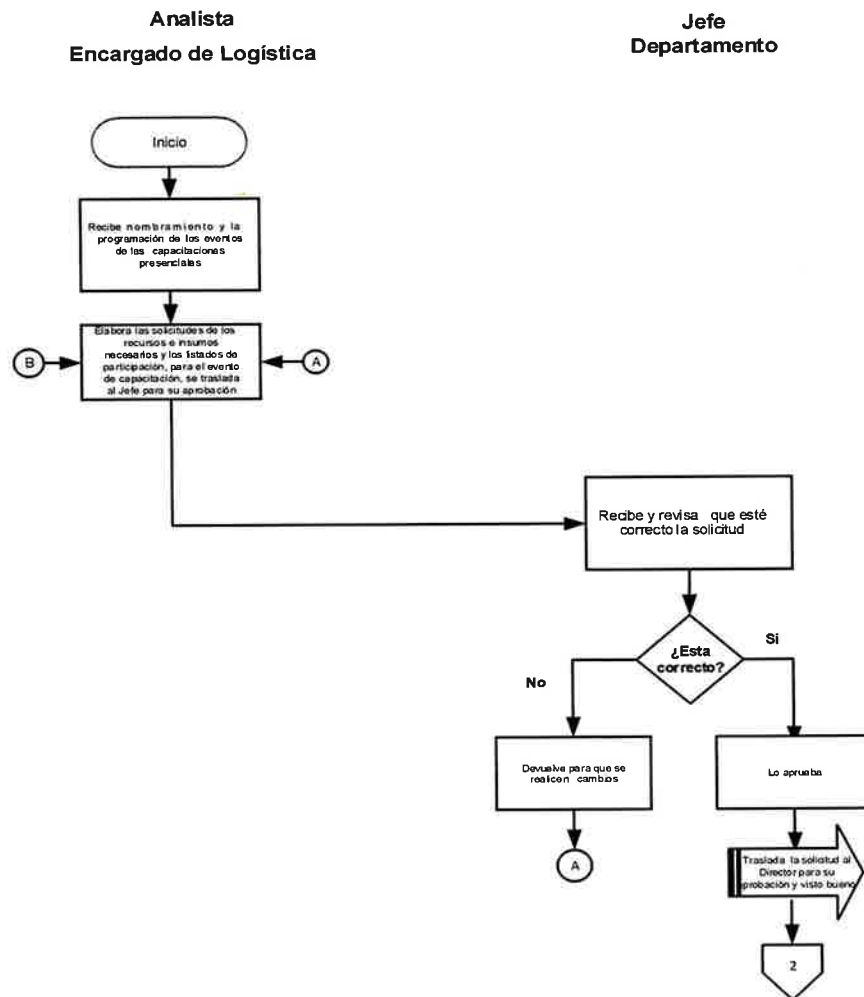 Analista
Encargado de Logística
Jefe
Departamento
Inicio
Recibe nombramiento y la
programación de los eventos
de las capacitaciones
presenciales
Elabora las solicitudes de los
recursos e insumos
necesarios y los listados de
participación, para el evento
de capacitación, se traslada
al Jefe para su aprobación
B
A
Recibe y revisa que esté
correcto la solicitud
¿Esta
correcto?
Si
No
Devuelve para que se
realicen cambios
Lo aprueba
A
Traslada la solicitud al
Director para su
aprobación y visto bueno
2